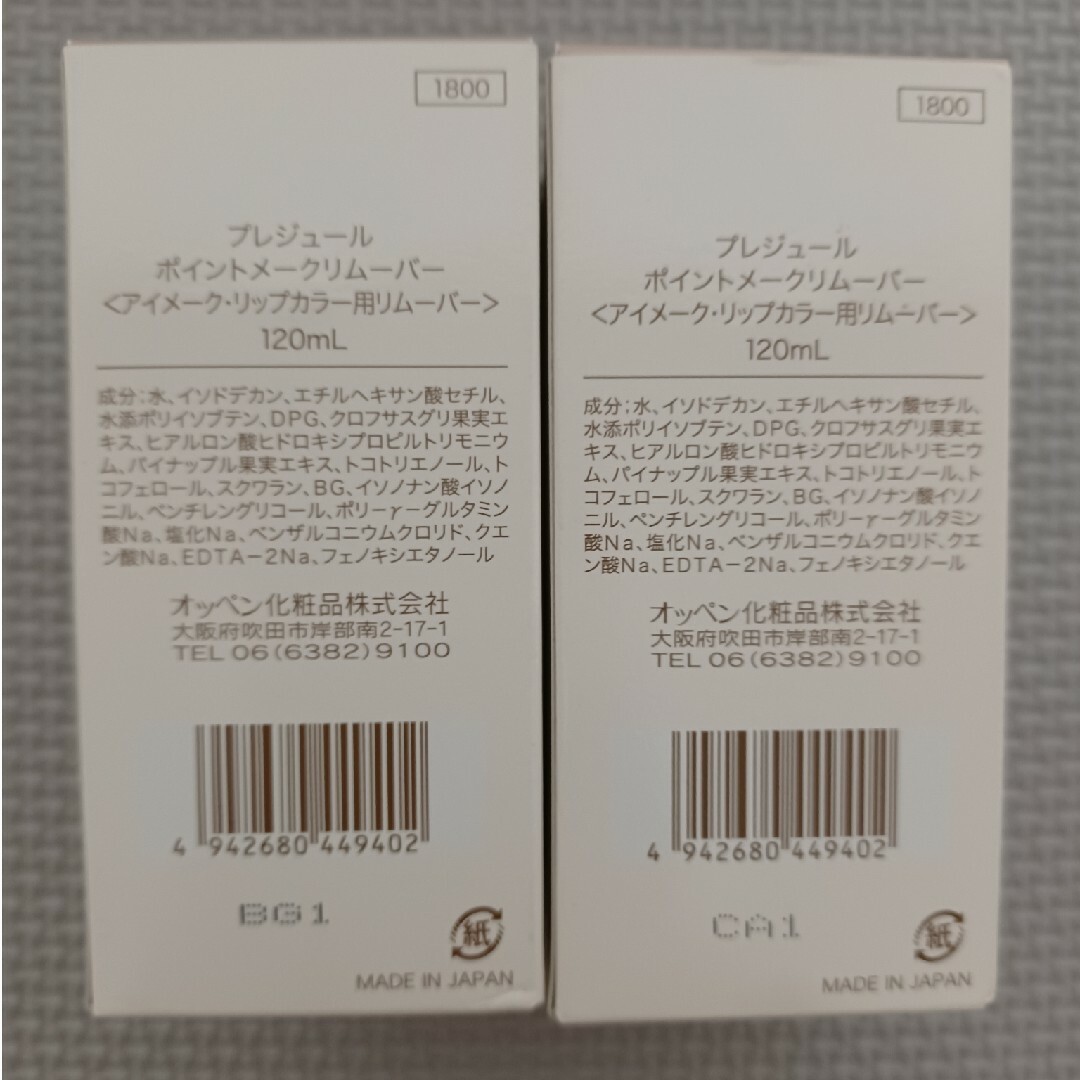 1800
プレジュール
ポイントメークリムーバー
<アイメーク・リップカラー用リムーバー>
120mL
成分;水、イソドデカン、エチルヘキサン酸セチル、
水添ポリイソブテン、DPG、クロフサスグリ果実エ
キス、ヒアルロン酸ヒドロキシプロピルトリモニウ
ム、パイナップル果実エキス、トコトリエノール、ト
コフェロール、スクワラン、BG、イソノナン酸イソノ
ニル、ペンチレングリコール、ポリ－γ－グルタミン
酸Na、塩化Na、ベンザルコニウムクロリド、クエ
ン酸Na、EDTA－2Na、フェノキシエタノール
オッペン化粧品株式会社
大阪府吹田市岸部南2-17-1
TEL 06(6382)9100
4 942680 449402
BG1
紙
MADE IN JAPAN
1800
プレジュール
ポイントメークリムーバー
<アイメーク・リップカラー用リムーバー>
120mL
成分;水、イソドデカン、エチルヘキサン酸セチル、
水添ポリイソブテン、DPG、クロフサスグリ果実エ
キス、ヒアルロン酸ヒドロキシプロピルトリモニウ
ム、パイナップル果実エキス、トコトリエノール、ト
コフェロール、スクワラン、BG、イソノナン酸イソノ
ニル、ペンチレングリコール、ポリ－γ－グルタミン
酸Na、塩化Na、ベンザルコニウムクロリド、クエ
ン酸Na、EDTA－2Na、フェノキシエタノール
オッペン化粧品株式会社
大阪府吹田市岸部南2-17-1
TEL 06(6382)9100
4 942680 449402
CA1
紙
MADE IN JAPAN